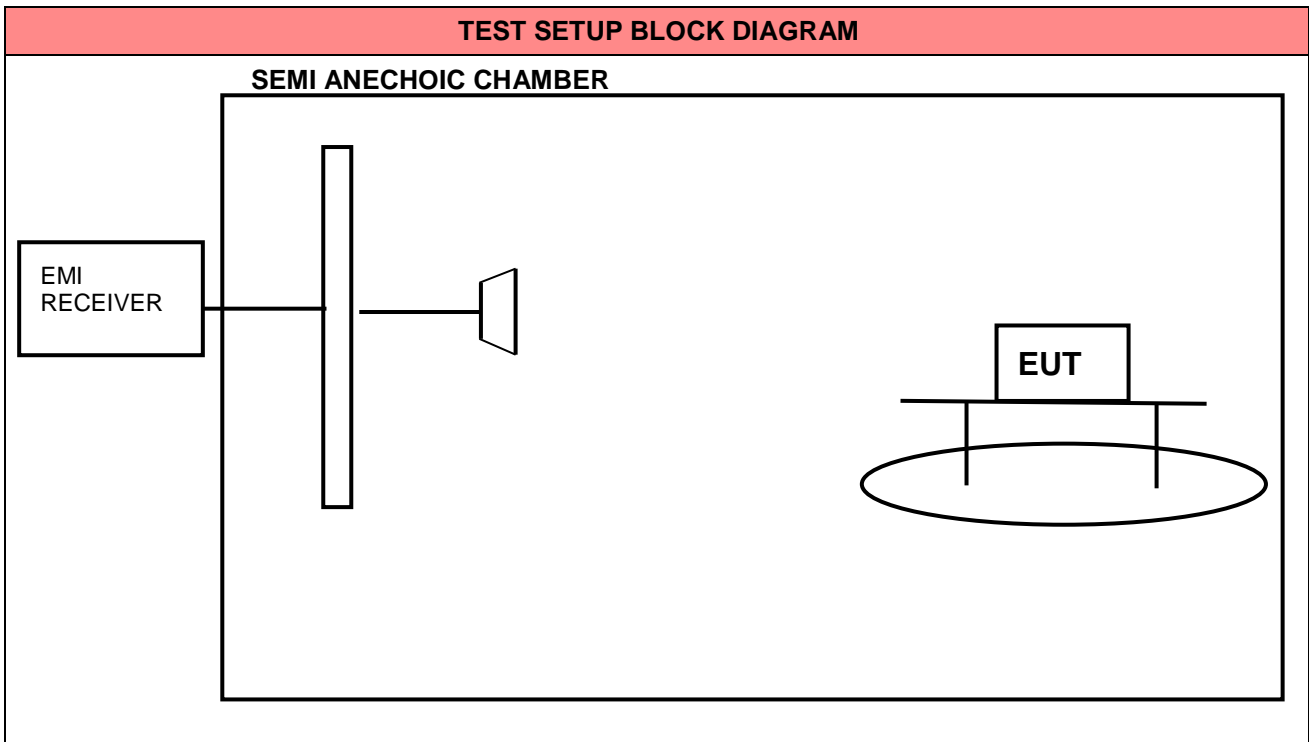 TEST SETUP BLOCK DIAGRAM
SEMI ANECHOIC CHAMBER
EMI
RECEIVER
EUT